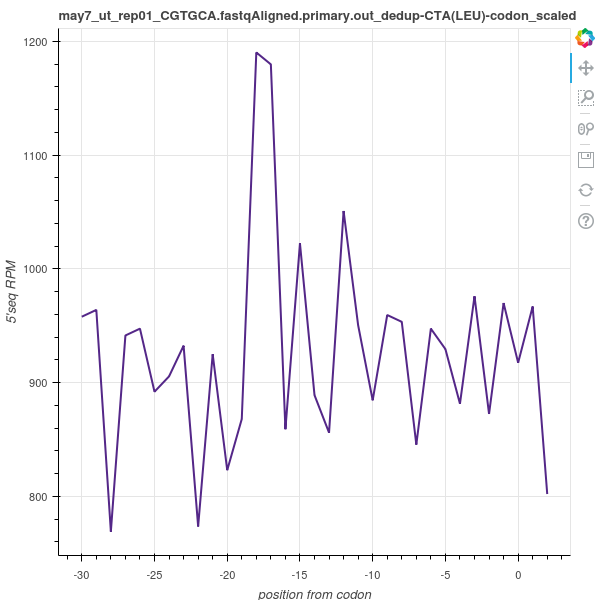 may7_ut_rep01_CGTGCA.fastqAligned.primary.out_dedup-CTA(LEU)-codon_scaled
1200
1100
1000
900
800
5'seq RPM
-30 -25 -20 -15 -10 -5 0
position from codon